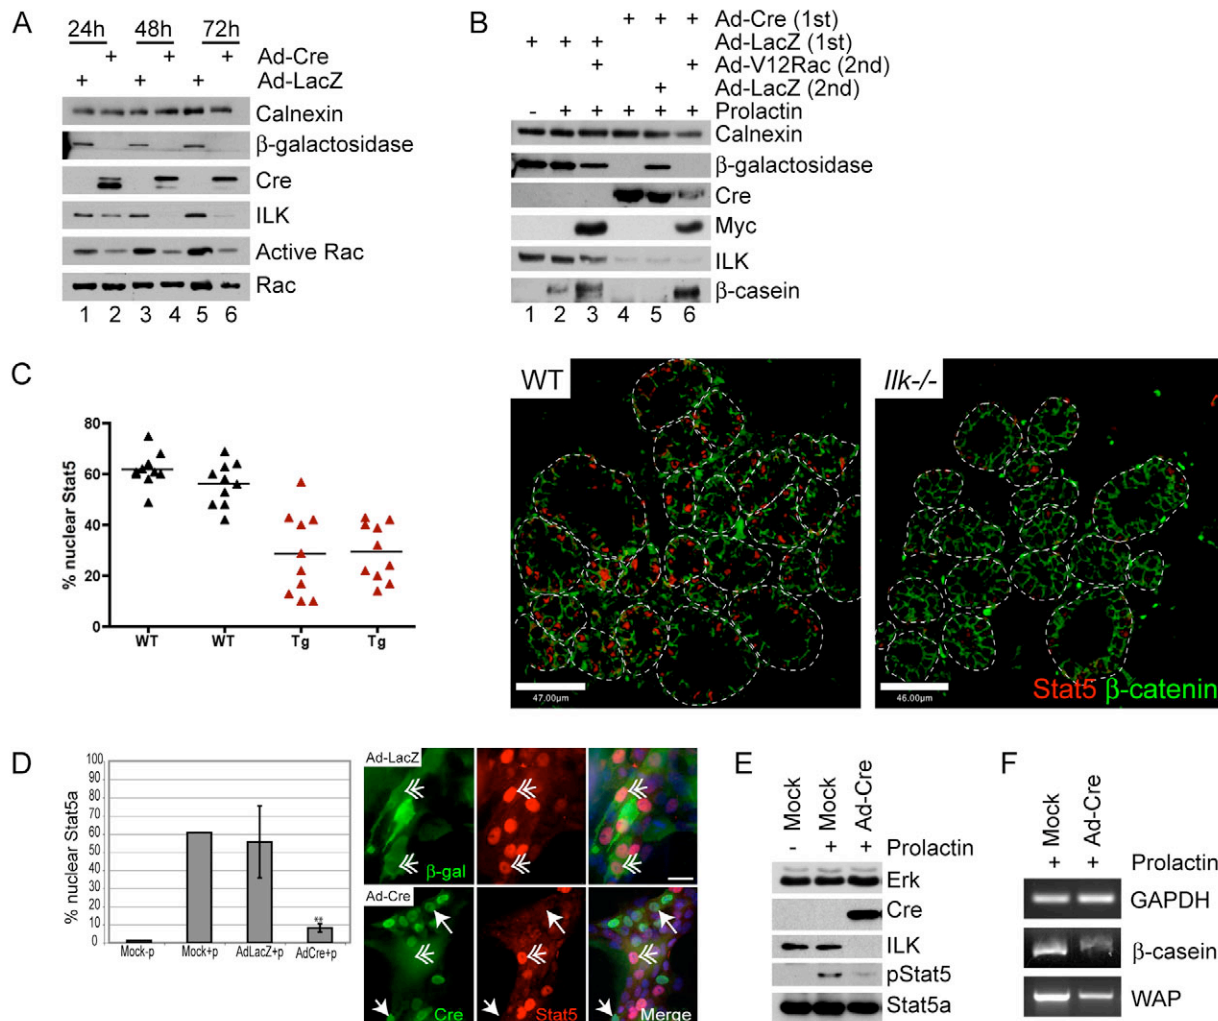 A
24h 48h 72h
+ + + Ad-Cre
+ + + Ad-LacZ
Calnexin
β-galactosidase
Cre
ILK
Active Rac
Rac
1 2 3 4 5 6
B
+ + + Ad-Cre (1st)
+ + + Ad-LacZ (1st)
+ + Ad-V12Rac (2nd)
+ Ad-LacZ (2nd)
- + + + + + Prolactin
Calnexin
β-galactosidase
Cre
Myc
ILK
β-casein
1 2 3 4 5 6
C
% nuclear Stat5
80
60
40
20
0
WT WT Tg Tg
WT
47.00µm
Ilk-/-
46.00µm
Stat5 β-catenin
D
% nuclear Stat5a
100
90
80
70
60
50
40
30
20
10
0
**
Mock-p Mock+p AdLacZ+p AdCre+p
Ad-LacZ
β-gal
Ad-Cre
Cre Stat5 Merge
E
Mock Mock Ad-Cre
- + + Prolactin
Erk
Cre
ILK
pStat5
Stat5a
F
Mock Ad-Cre
+ + Prolactin
GAPDH
β-casein
WAP